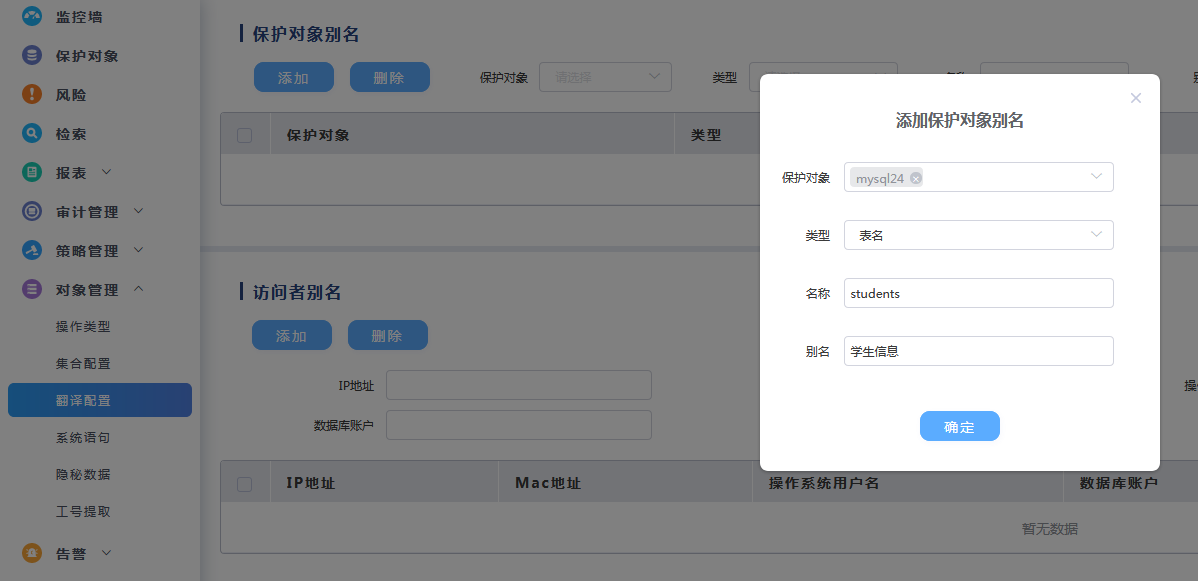 监控墙
保护对象
风险
检索
报表
审计管理
策略管理
对象管理
操作类型
集合配置
翻译配置
系统语句
隐秘数据
工号提取
告警
保护对象别名
添加 删除 保护对象 请选择 类型
保护对象 类型
访问者别名
添加 删除
IP地址
数据库账户
IP地址 Mac地址 操作系统用户名 数据库账户
暂无数据
添加保护对象别名
保护对象 mysql24
类型 表名
名称 students
别名 学生信息
确定